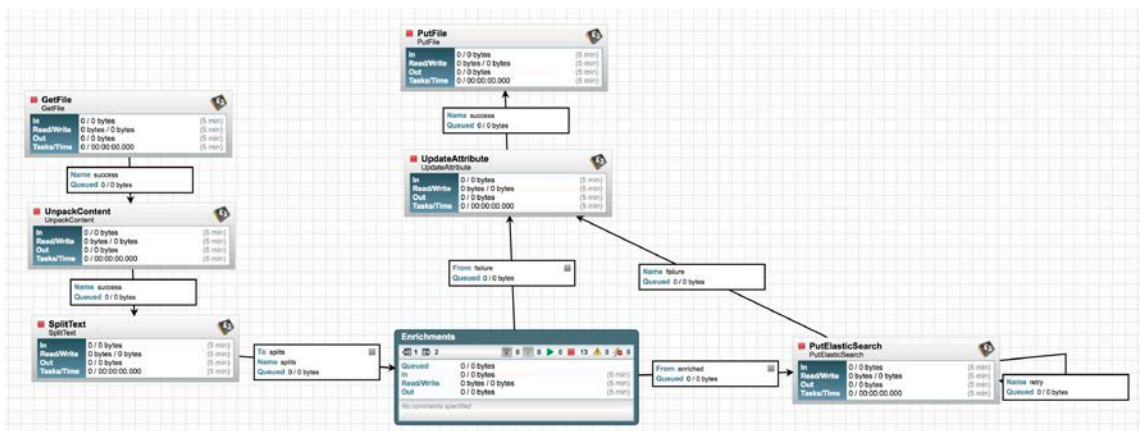 PutFile
PutFile
In 0 / 0 bytes (5 min)
Read/Write 0 bytes / 0 bytes (5 min)
Out 0 / 0 bytes (5 min)
Tasks/Time 0 / 00:00:00.000 (5 min)
GetFile
GetFile
In 0 / 0 bytes (5 min)
Read/Write 0 bytes / 0 bytes (5 min)
Out 0 / 0 bytes (5 min)
Tasks/Time 0 / 00:00:00.000 (5 min)
Name success
Queued 0 / 0 bytes
Name success
Queued 0 / 0 bytes
UpdateAttribute
UpdateAttribute
In 0 / 0 bytes (5 min)
Read/Write 0 bytes / 0 bytes (5 min)
Out 0 / 0 bytes (5 min)
Tasks/Time 0 / 00:00:00.000 (5 min)
UnpackContent
UnpackContent
In 0 / 0 bytes (5 min)
Read/Write 0 bytes / 0 bytes (5 min)
Out 0 / 0 bytes (5 min)
Tasks/Time 0 / 00:00:00.000 (5 min)
Name success
Queued 0 / 0 bytes
From failure
Queued 0 / 0 bytes
Name failure
Queued 0 / 0 bytes
SplitText
SplitText
In 0 / 0 bytes (5 min)
Read/Write 0 bytes / 0 bytes (5 min)
Out 0 / 0 bytes (5 min)
Tasks/Time 0 / 00:00:00.000 (5 min)
To splits
Name splits
Queued 0 / 0 bytes
Enrichments
1 2 0 0 0 13 0 0
Queued 0 / 0 bytes
In 0 / 0 bytes (5 min)
Read/Write 0 bytes / 0 bytes (5 min)
Out 0 / 0 bytes (5 min)
No comments specified
From enriched
Queued 0 / 0 bytes
PutElasticSearch
PutElasticSearch
In 0 / 0 bytes (5 min)
Read/Write 0 bytes / 0 bytes (5 min)
Out 0 / 0 bytes (5 min)
Tasks/Time 0 / 00:00:00.000 (5 min)
Name retry
Queued 0 / 0 bytes